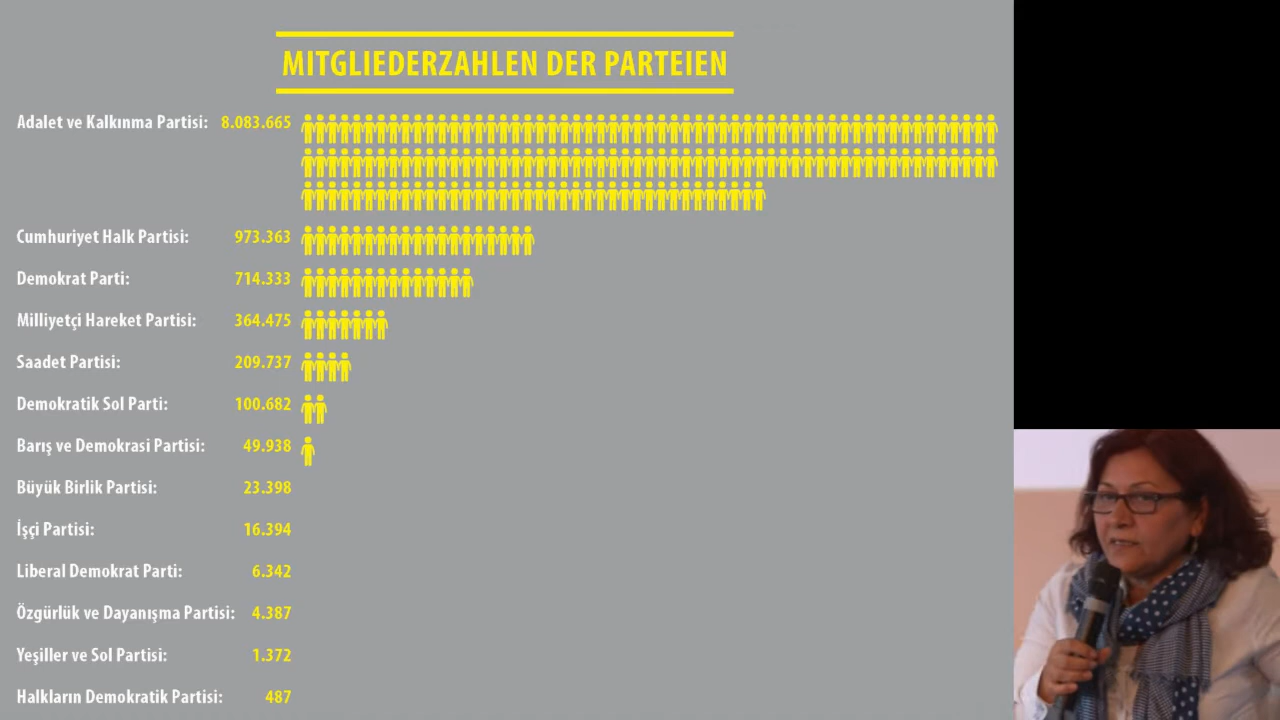 MITGLIEDERZAHLEN DER PARTEIEN
Adalet ve Kalkınma Partisi: 8.083.665
Cumhuriyet Halk Partisi: 973.363
Demokrat Parti: 714.333
Milliyetçi Hareket Partisi: 364.475
Saadet Partisi: 209.737
Demokratik Sol Parti: 100.682
Barış ve Demokrasi Partisi: 49.938
Büyük Birlik Partisi: 23.398
İşçi Partisi: 16.394
Liberal Demokrat Parti: 6.342
Özgürlük ve Dayanışma Partisi: 4.387
Yeşiller ve Sol Partisi: 1.372
Halkların Demokratik Partisi: 487